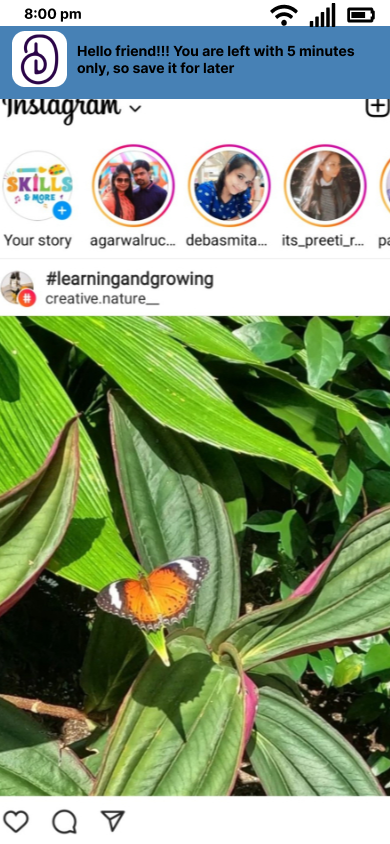 8:00 pm
Hello friend!!! You are left with 5 minutes
only, so save it for later
Instagram
SKILLS
& MORE
Your story
agarwalruc...
debasmita...
its_preeti_r...
pa
#learningandgrowing
#
creative.nature__